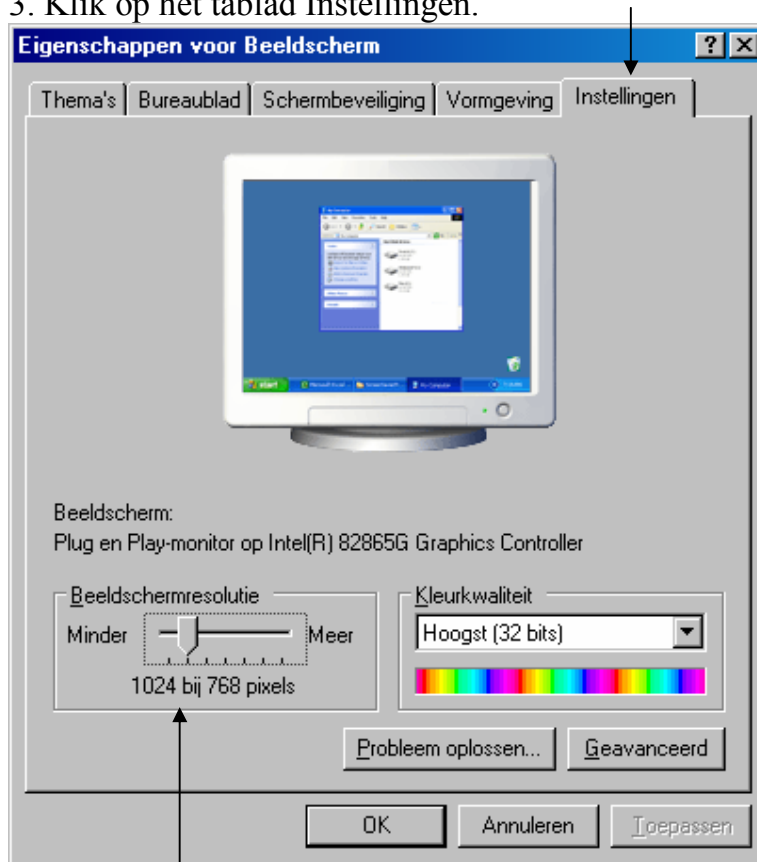 3. Klik op het tablad Instellingen.
Eigenschappen voor Beeldscherm
Thema's Bureaublad Schermbeveiliging Vormgeving Instellingen
start
Beeldscherm:
Plug en Play-monitor op Intel(R) 82865G Graphics Controller
Beeldschermresolutie Kleurkwaliteit
Minder Meer Hoogst (32 bits)
1024 bij 768 pixels
Probleem oplossen... Geavanceerd
OK Annuleren Toepassen